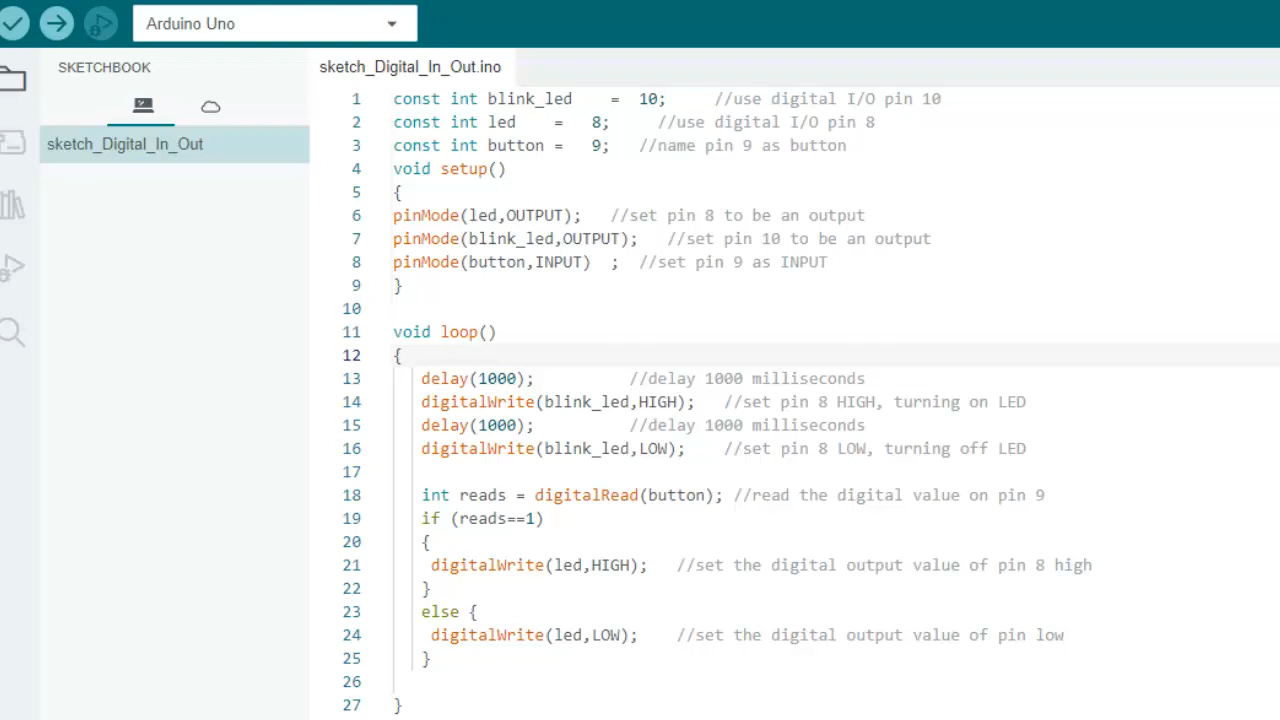 Arduino Uno
SKETCHBOOK
sketch_Digital_In_Out
sketch_Digital_In_Out.ino
1 const int blink_led    =  10;     //use digital I/O pin 10
2 const int led    =   8;     //use digital I/O pin 8
3 const int button =   9;   //name pin 9 as button
4 void setup()
5 {
6 pinMode(led,OUTPUT);   //set pin 8 to be an output
7 pinMode(blink_led,OUTPUT);   //set pin 10 to be an output
8 pinMode(button,INPUT)  ;  //set pin 9 as INPUT
9 }
10
11 void loop()
12 {
13    delay(1000);          //delay 1000 milliseconds
14    digitalWrite(blink_led,HIGH);   //set pin 8 HIGH, turning on LED
15    delay(1000);          //delay 1000 milliseconds
16    digitalWrite(blink_led,LOW);    //set pin 8 LOW, turning off LED
17
18    int reads = digitalRead(button); //read the digital value on pin 9
19    if (reads==1)
20    {
21     digitalWrite(led,HIGH);   //set the digital output value of pin 8 high
22    }
23    else {
24     digitalWrite(led,LOW);    //set the digital output value of pin low
25    }
26
27 }